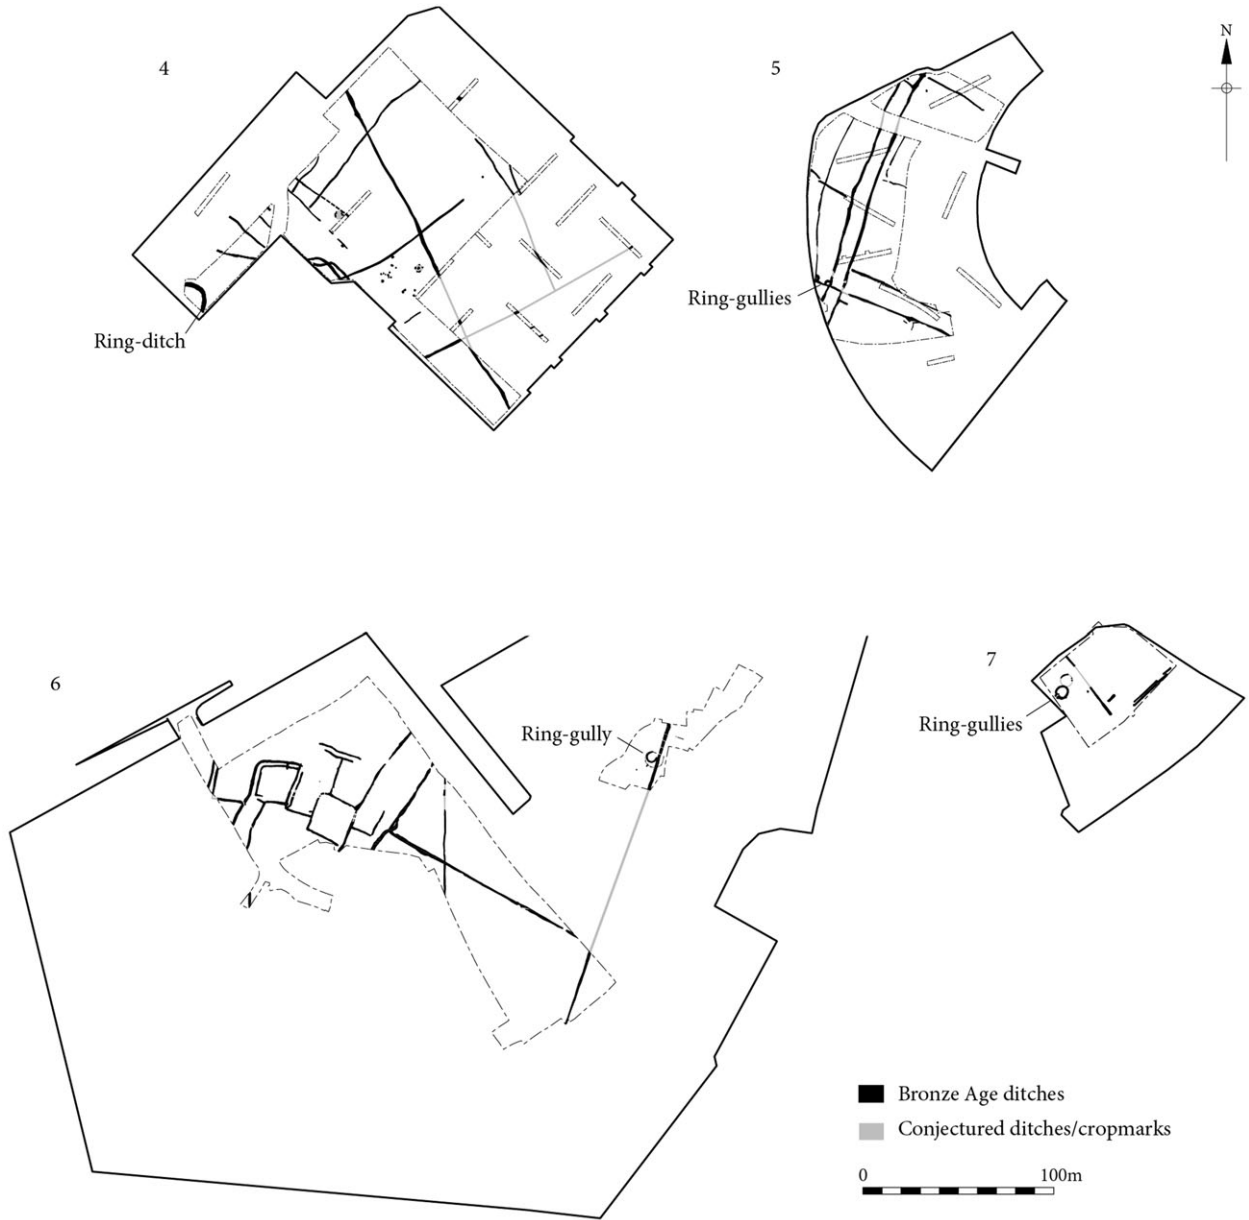 4
5
N
Ring-gullies
Ring-ditch
6
7
Ring-gully
Ring-gullies
Bronze Age ditches
Conjectured ditches/cropmarks
0 100m